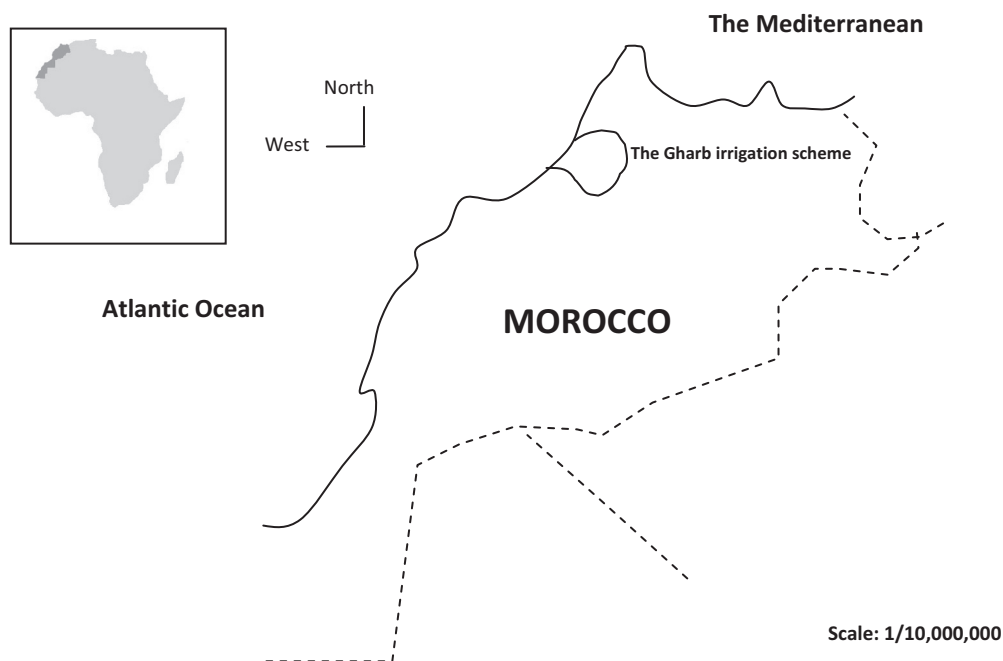 The Mediterranean
North
West
The Gharb irrigation scheme
Atlantic Ocean
MOROCCO
Scale: 1/10,000,000